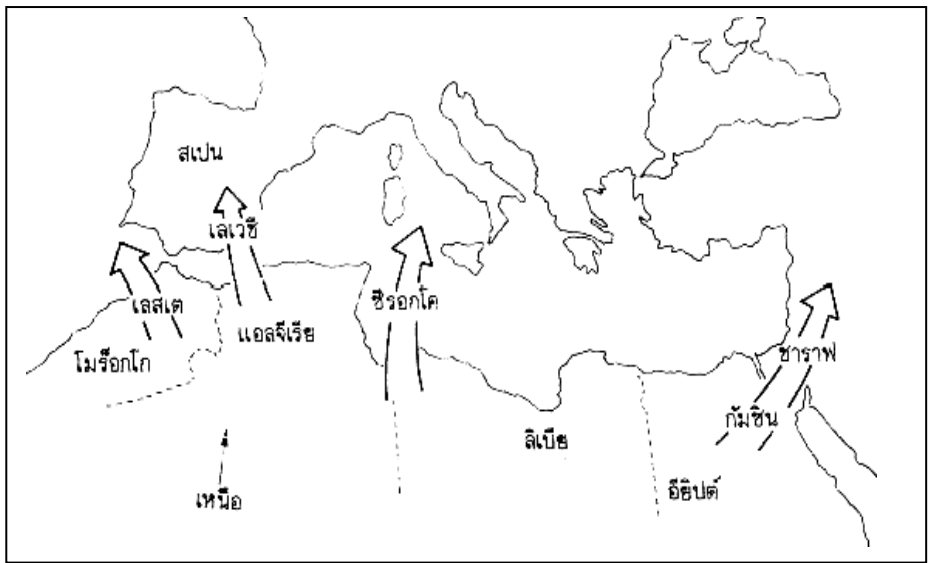 สเปน
เลเวซี
เลสเต
ซีรอกโค
แอลจีเรีย
โมร็อกโก
ซาราฟ
กัมซิน
ลิเบีย
อียิปต์
เหนือ